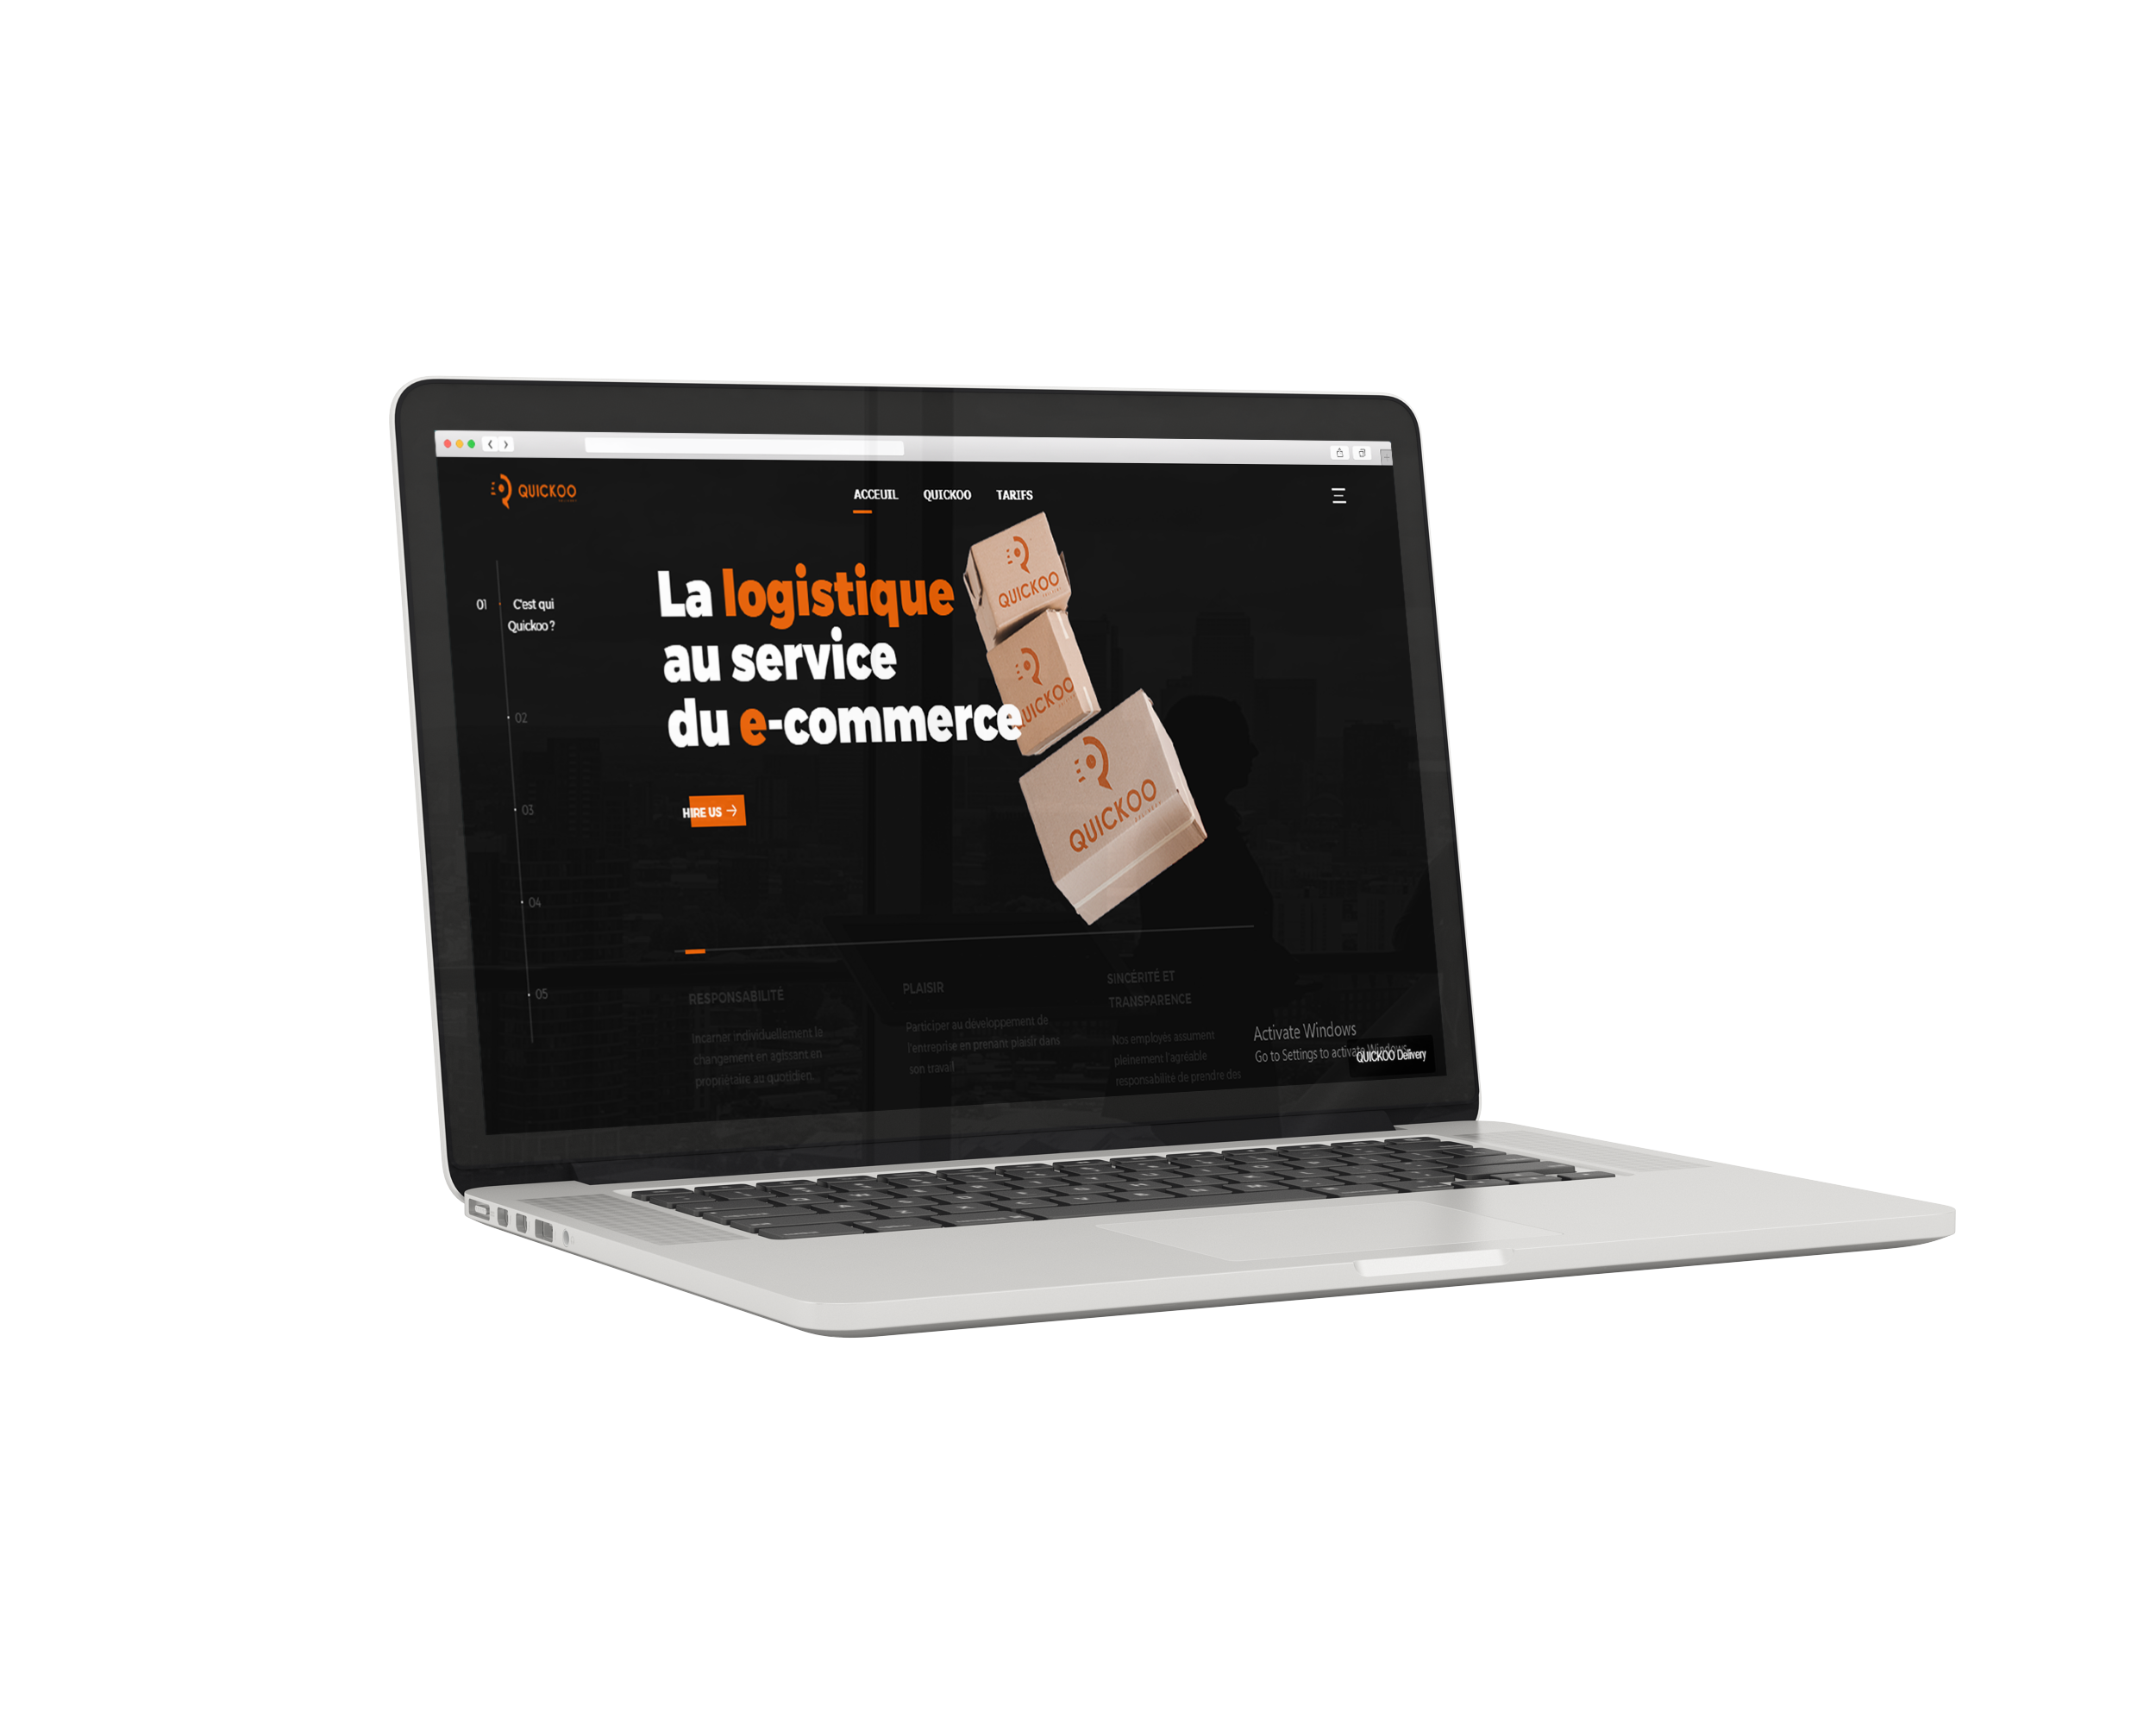 QUICKOO
ACCEUIL QUICKOO TARIFS
01 C'est qui
Quickoo ?
02
03
04
05
La logistique
au service
du e-commerce
HIRE US →
QUICKOO
QUICKOO
QUICKOO
RESPONSABILITÉ
Incarner individuellement le
changement en agissant en
propriétaire au quotidien.
PLAISIR
Participer au développement de
l'entreprise en prenant plaisir dans
son travail
SINCÉRITÉ ET
TRANSPARENCE
Nos employés assument
pleinement l'agréable
responsabilité de prendre des
Activate Windows
Go to Settings to activate Windows.
QUICKOO Delivery